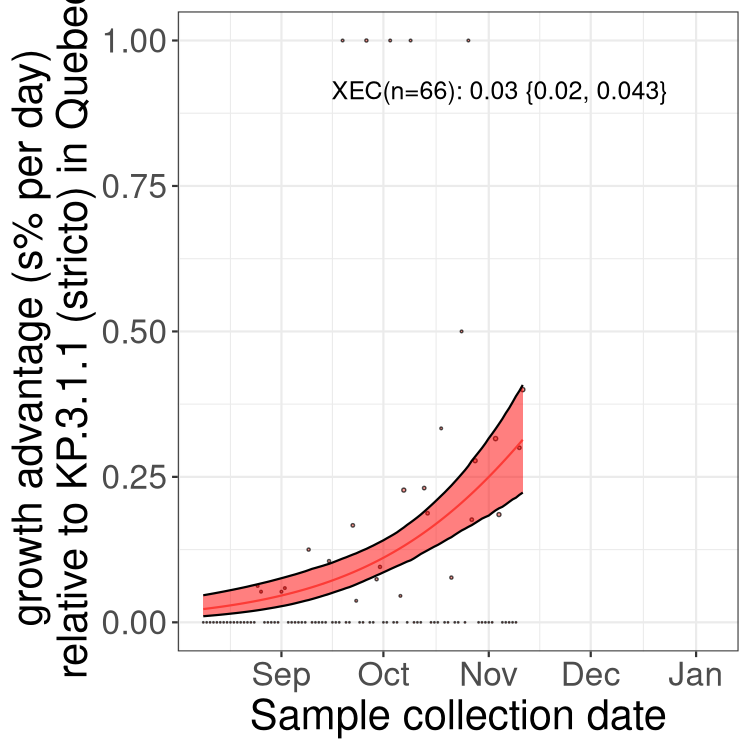 growth advantage (s% per day)
relative to KP.3.1.1 (stricto) in Quebec
1.00
0.75
0.50
0.25
0.00
XEC(n=66): 0.03 {0.02, 0.043}
Sep Oct Nov Dec Jan
Sample collection date